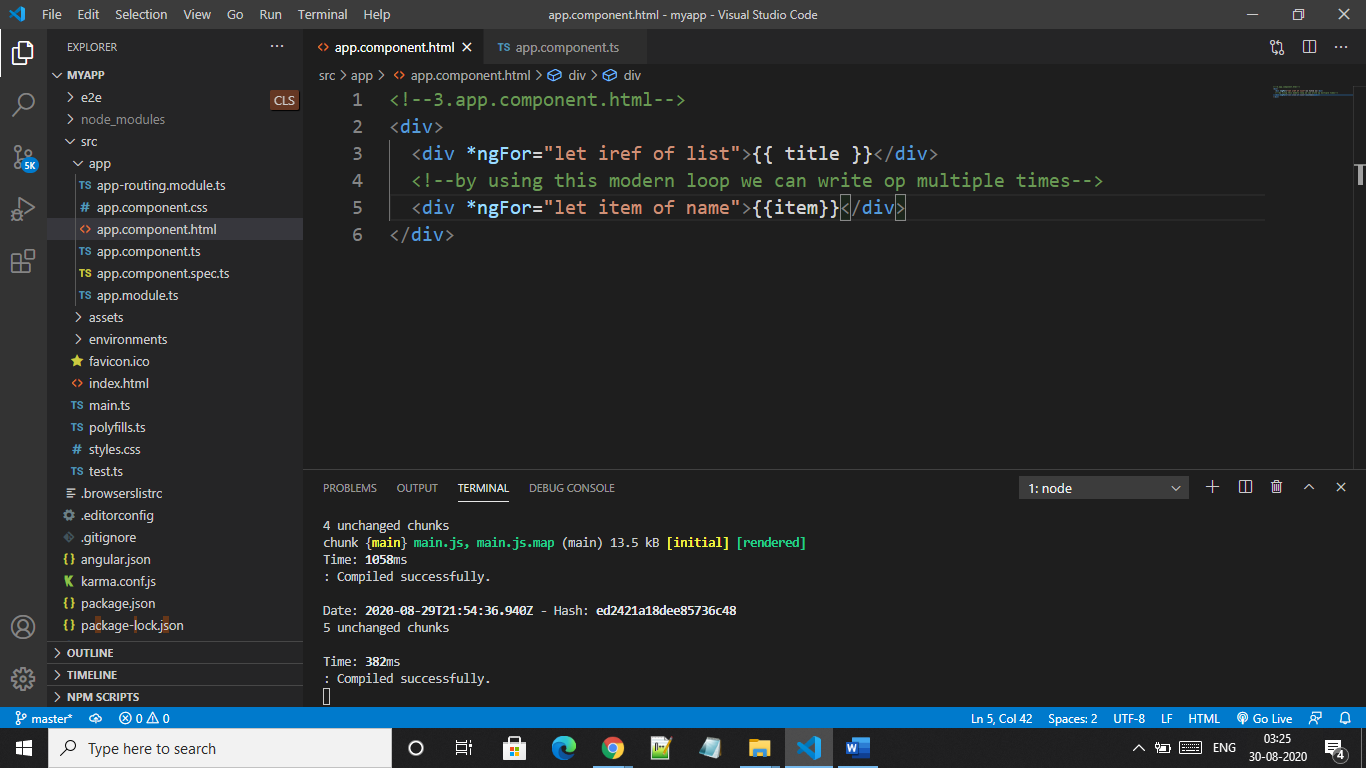 File Edit Selection View Go Run Terminal Help app.component.html - myapp - Visual Studio Code
EXPLORER
MYAPP
e2e
CLS
node_modules
src
app
TS app-routing.module.ts
# app.component.css
<> app.component.html
TS app.component.ts
TS app.component.spec.ts
TS app.module.ts
assets
environments
favicon.ico
<> index.html
TS main.ts
TS polyfills.ts
# styles.css
TS test.ts
.browserslistrc
.editorconfig
.gitignore
{} angular.json
karma.conf.js
{} package.json
{} package-lock.json
OUTLINE
TIMELINE
NPM SCRIPTS
<> app.component.html TS app.component.ts
src > app > <> app.component.html > div > div
1 <!--3.app.component.html-->
2 <div>
3 <div *ngFor="let iref of list">{{ title }}</div>
4 <!--by using this modern loop we can write op multiple times-->
5 <div *ngFor="let item of name">{{item}}</div>
6 </div>
PROBLEMS OUTPUT TERMINAL DEBUG CONSOLE 1: node
4 unchanged chunks
chunk {main} main.js, main.js.map (main) 13.5 kB [initial] [rendered]
Time: 1058ms
: Compiled successfully.
Date: 2020-08-29T21:54:36.940Z - Hash: ed2421a18dee85736c48
5 unchanged chunks
Time: 382ms
: Compiled successfully.
5K
master* 0 0 Ln 5, Col 42 Spaces: 2 UTF-8 LF HTML Go Live
Type here to search
ENG
03:25
30-08-2020
4